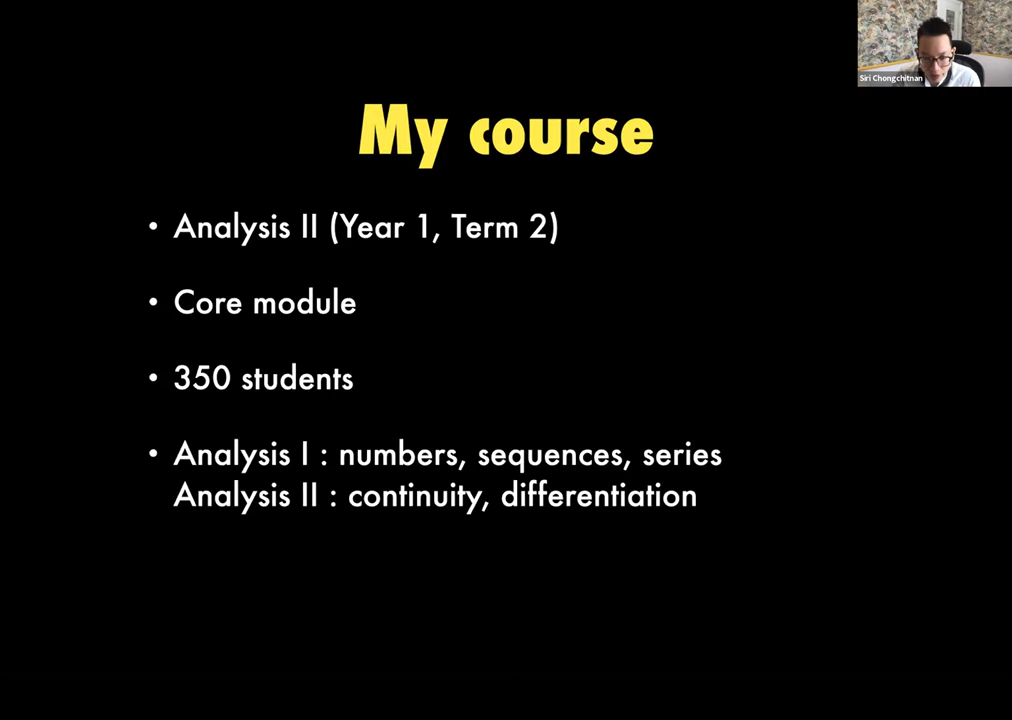 Siri Chongchitnan
My course
• Analysis II (Year 1, Term 2)
• Core module
• 350 students
• Analysis I : numbers, sequences, series
Analysis II : continuity, differentiation